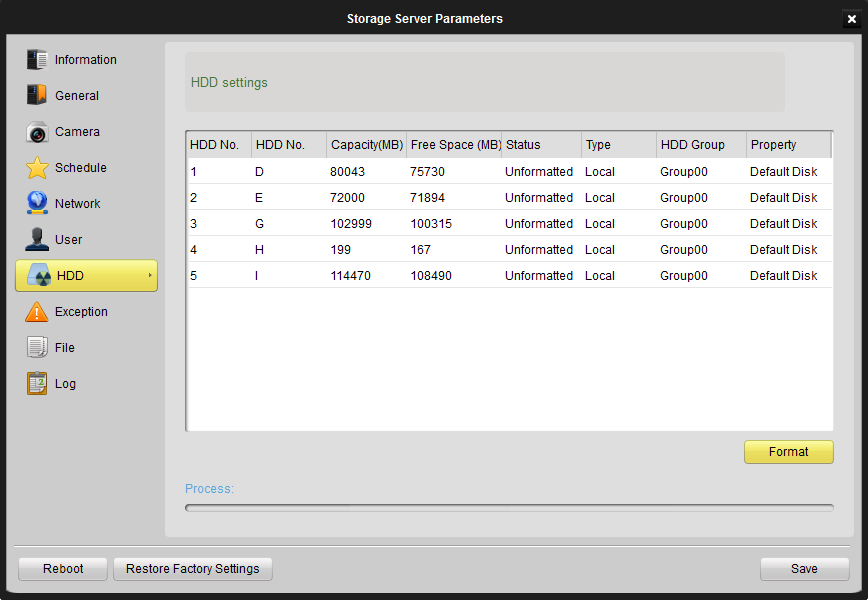 Storage Server Parameters
Information
General
Camera
Schedule
Network
User
HDD
Exception
File
Log
HDD settings
HDD No. HDD No. Capacity(MB) Free Space (MB) Status Type HDD Group Property
1 D 80043 75730 Unformatted Local Group00 Default Disk
2 E 72000 71894 Unformatted Local Group00 Default Disk
3 G 102999 100315 Unformatted Local Group00 Default Disk
4 H 199 167 Unformatted Local Group00 Default Disk
5 I 114470 108490 Unformatted Local Group00 Default Disk
Format
Process:
Reboot Restore Factory Settings Save